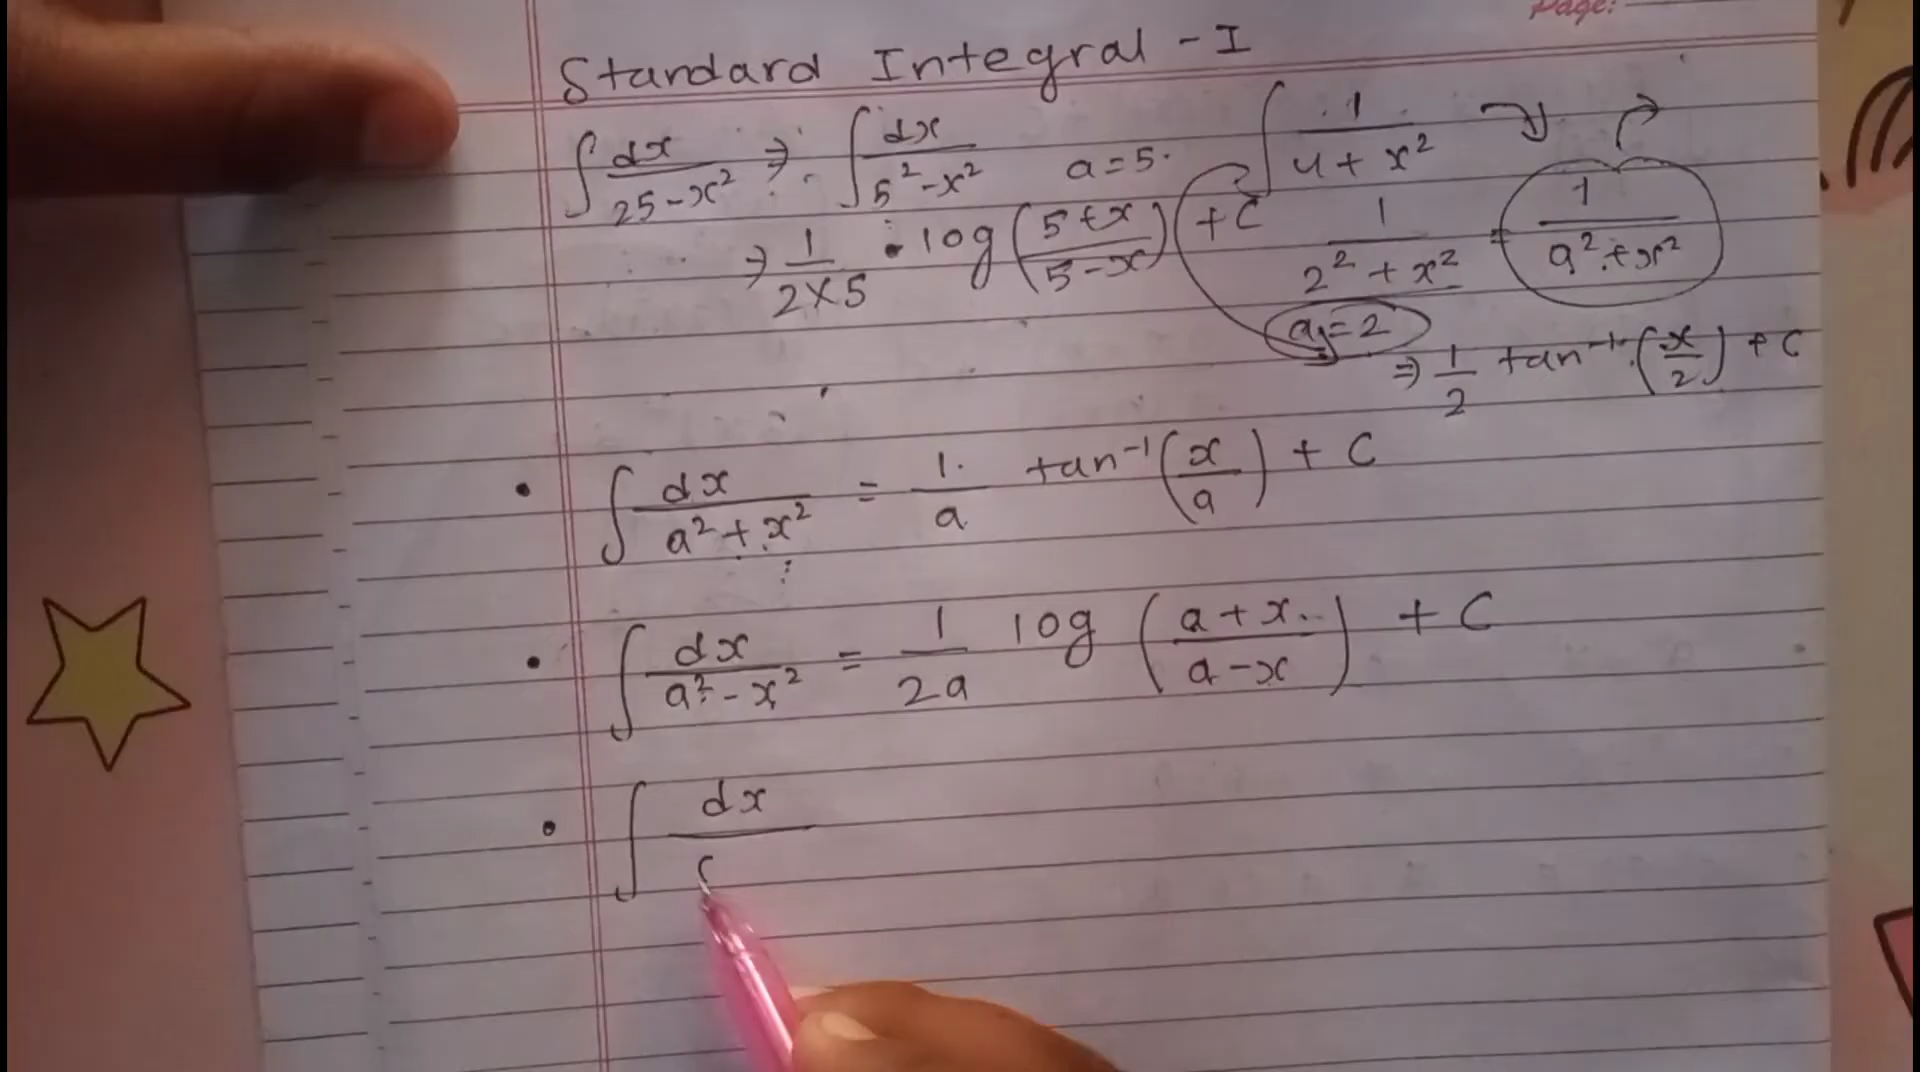 Page:
Standard Integral - I
∫ dx / 25 - x² ⇒ ∫ dx / 5² - x² a = 5.
⇒ 1 / 2×5 • log ( 5+x / 5-x ) + C
∫ 1 / 4 + x²
1 / 2² + x² = 1 / a² + x²
a = 2
⇒ 1/2 tan⁻¹ ( x/2 ) + C
• ∫ dx / a² + x² = 1 / a tan⁻¹ ( x / a ) + C
• ∫ dx / a² - x² = 1 / 2a log ( a + x / a - x ) + C
• ∫ dx